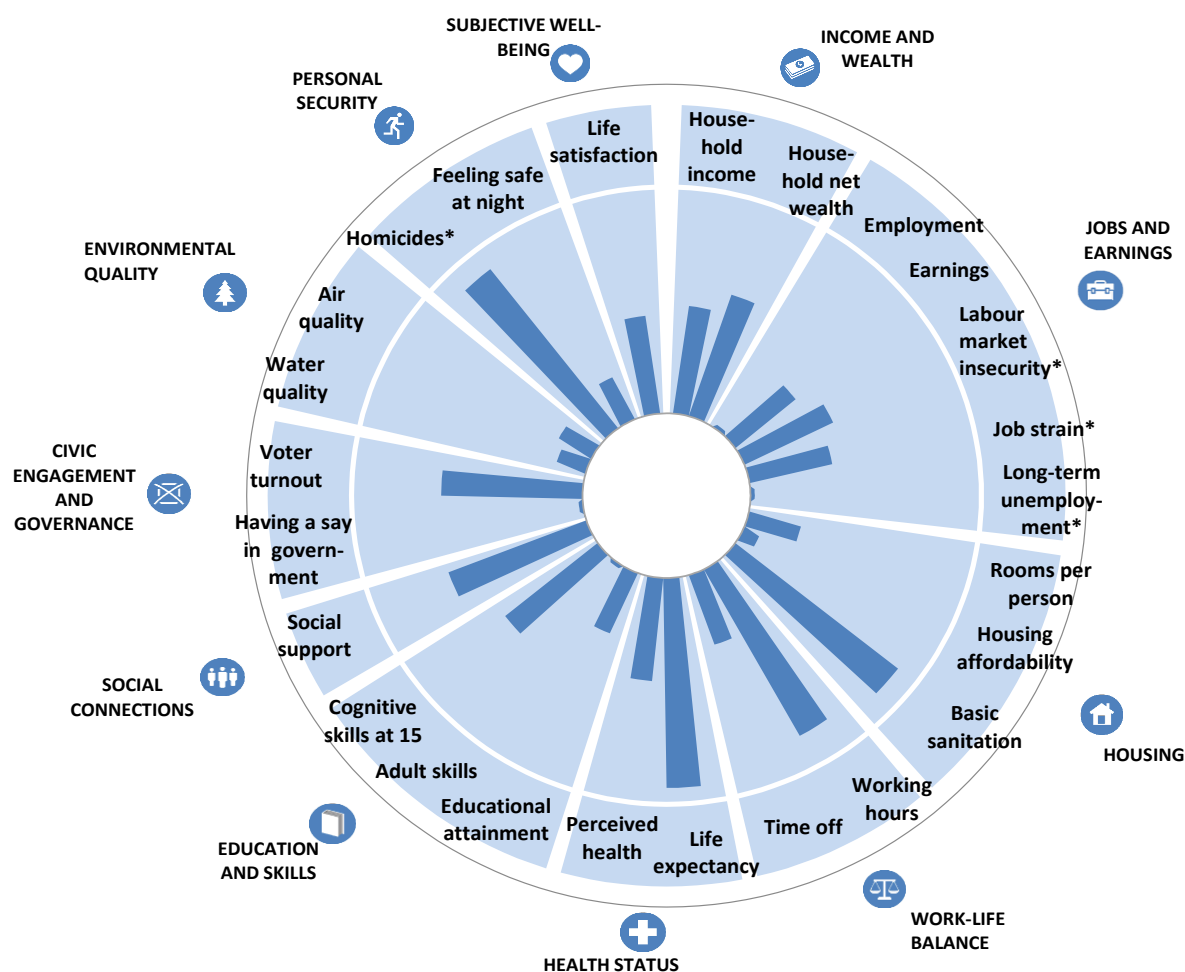 SUBJECTIVE WELL-
BEING
INCOME AND
WEALTH
PERSONAL
SECURITY
JOBS AND
EARNINGS
ENVIRONMENTAL
QUALITY
CIVIC
ENGAGEMENT
AND
GOVERNANCE
SOCIAL
CONNECTIONS
EDUCATION
AND SKILLS
HEALTH STATUS
WORK-LIFE
BALANCE
HOUSING
House-
hold
income
House-
hold net
wealth
Employment
Earnings
Labour
market
insecurity*
Job strain*
Long-term
unemploy-
ment*
Rooms per
person
Housing
affordability
Basic
sanitation
Working
hours
Time off
Life
expectancy
Perceived
health
Educational
attainment
Adult skills
Cognitive
skills at 15
Social
support
Having a say
in govern-
ment
Voter
turnout
Water
quality
Air
quality
Homicides*
Feeling safe
at night
Life
satisfaction